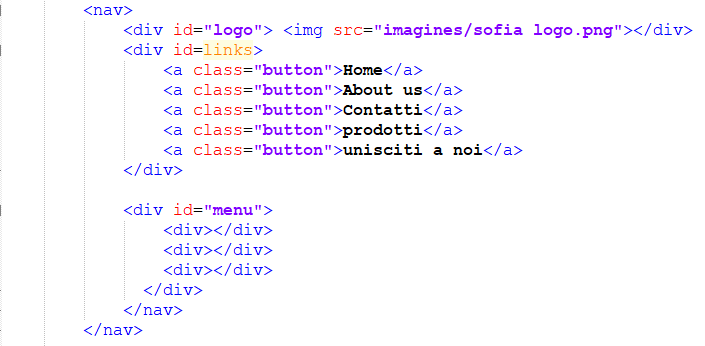 <nav>
<div id="logo"> <img src="imagines/sofia logo.png"></div>
<div id=links>
<a class="button">Home</a>
<a class="button">About us</a>
<a class="button">Contatti</a>
<a class="button">prodotti</a>
<a class="button">unisciti a noi</a>
</div>
<div id="menu">
<div></div>
<div></div>
<div></div>
</div>
</nav>
</nav>